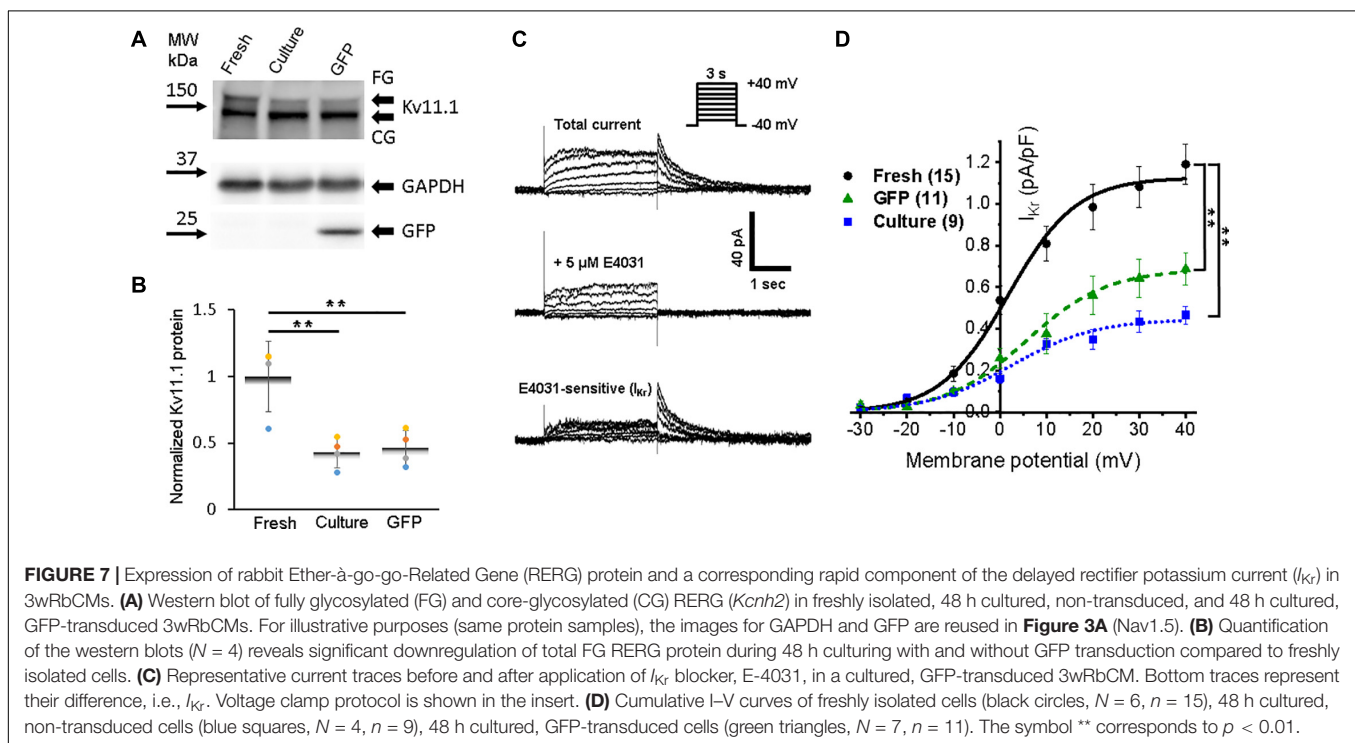 A
MW
kDa
Fresh
Culture
GFP
150
FG
Kv11.1
CG
37
GAPDH
25
GFP
B
Normalized Kv11.1 protein
1.5
**
**
1
0.5
0
Fresh
Culture
GFP
C
3 s
+40 mV
-40 mV
Total current
40 pA
1 sec
+ 5 µM E4031
E4031-sensitive (IKr)
D
Fresh (15)
GFP (11)
Culture (9)
IKr (pA/pF)
1.2
1.0
0.8
0.6
0.4
0.2
0.0
-30 -20 -10 0 10 20 30 40
Membrane potential (mV)
**
**
FIGURE 7 | Expression of rabbit Ether-à-go-go-Related Gene (RERG) protein and a corresponding rapid component of the delayed rectifier potassium current (IKr) in
3wRbCMs. (A) Western blot of fully glycosylated (FG) and core-glycosylated (CG) RERG (Kcnh2) in freshly isolated, 48 h cultured, non-transduced, and 48 h cultured,
GFP-transduced 3wRbCMs. For illustrative purposes (same protein samples), the images for GAPDH and GFP are reused in Figure 3A (Nav1.5). (B) Quantification
of the western blots (N = 4) reveals significant downregulation of total FG RERG protein during 48 h culturing with and without GFP transduction compared to freshly
isolated cells. (C) Representative current traces before and after application of IKr blocker, E-4031, in a cultured, GFP-transduced 3wRbCM. Bottom traces represent
their difference, i.e., IKr. Voltage clamp protocol is shown in the insert. (D) Cumulative I–V curves of freshly isolated cells (black circles, N = 6, n = 15), 48 h cultured,
non-transduced cells (blue squares, N = 4, n = 9), 48 h cultured, GFP-transduced cells (green triangles, N = 7, n = 11). The symbol ** corresponds to p < 0.01.